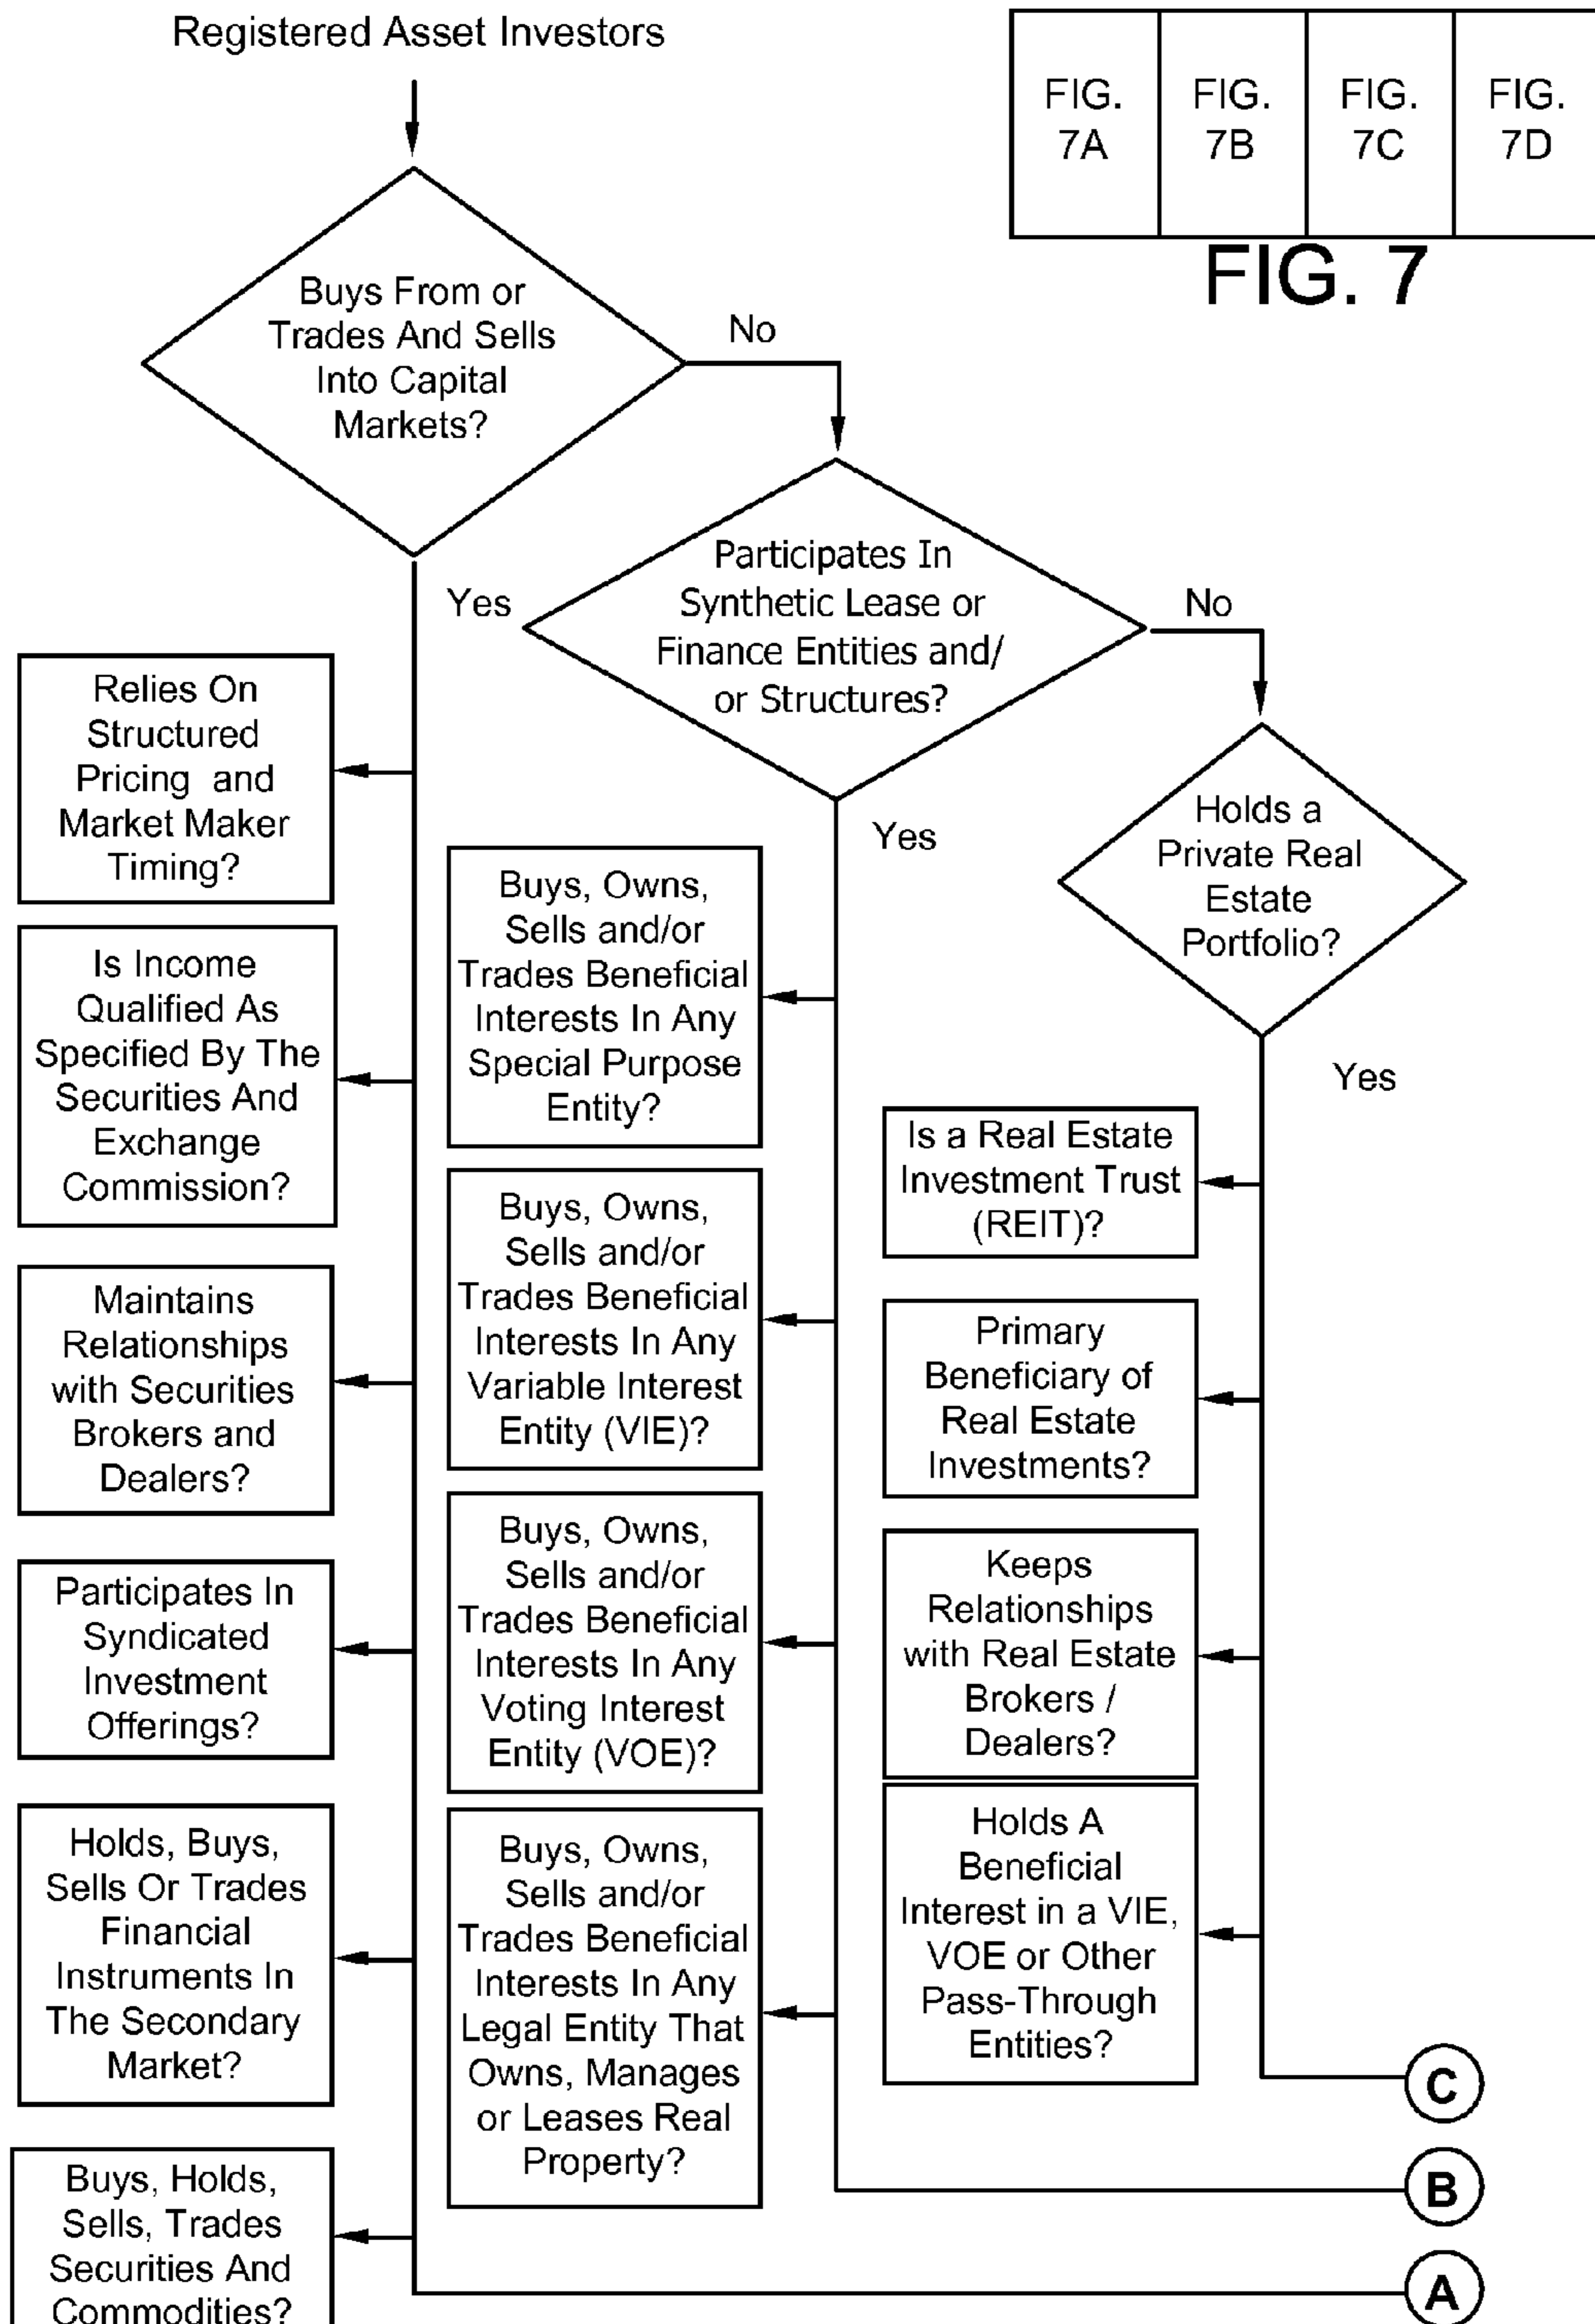 Registered Asset Investors
FIG.
7A
FIG.
7B
FIG.
7C
FIG.
7D
FIG. 7
Buys From or
Trades And Sells
Into Capital
Markets?
No
Yes
Participates In
Synthetic Lease or
Finance Entities and/
or Structures?
No
Yes
Holds a
Private Real
Estate
Portfolio?
Yes
Relies On
Structured
Pricing and
Market Maker
Timing?
Is Income
Qualified As
Specified By The
Securities And
Exchange
Commission?
Maintains
Relationships
with Securities
Brokers and
Dealers?
Participates In
Syndicated
Investment
Offerings?
Holds, Buys,
Sells Or Trades
Financial
Instruments In
The Secondary
Market?
Buys, Holds,
Sells, Trades
Securities And
Commodities?
Buys, Owns,
Sells and/or
Trades Beneficial
Interests In Any
Special Purpose
Entity?
Buys, Owns,
Sells and/or
Trades Beneficial
Interests In Any
Variable Interest
Entity (VIE)?
Buys, Owns,
Sells and/or
Trades Beneficial
Interests In Any
Voting Interest
Entity (VOE)?
Buys, Owns,
Sells and/or
Trades Beneficial
Interests In Any
Legal Entity That
Owns, Manages
or Leases Real
Property?
Is a Real Estate
Investment Trust
(REIT)?
Primary
Beneficiary of
Real Estate
Investments?
Keeps
Relationships
with Real Estate
Brokers /
Dealers?
Holds A
Beneficial
Interest in a VIE,
VOE or Other
Pass-Through
Entities?
C
B
A